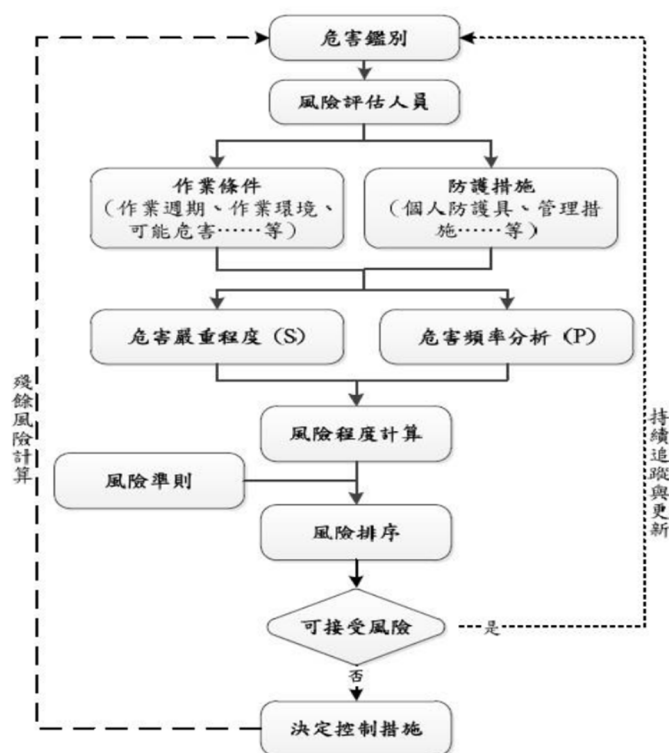 危害鑑別
風險評估人員
作業條件
（作業週期、作業環境、
可能危害……等）
防護措施
（個人防護具、管理措
施……等）
危害嚴重程度（S）
危害頻率分析（P）
風險程度計算
風險準則
風險排序
可接受風險
是
否
決定控制措施
殘餘風險計算
持續追蹤與更新